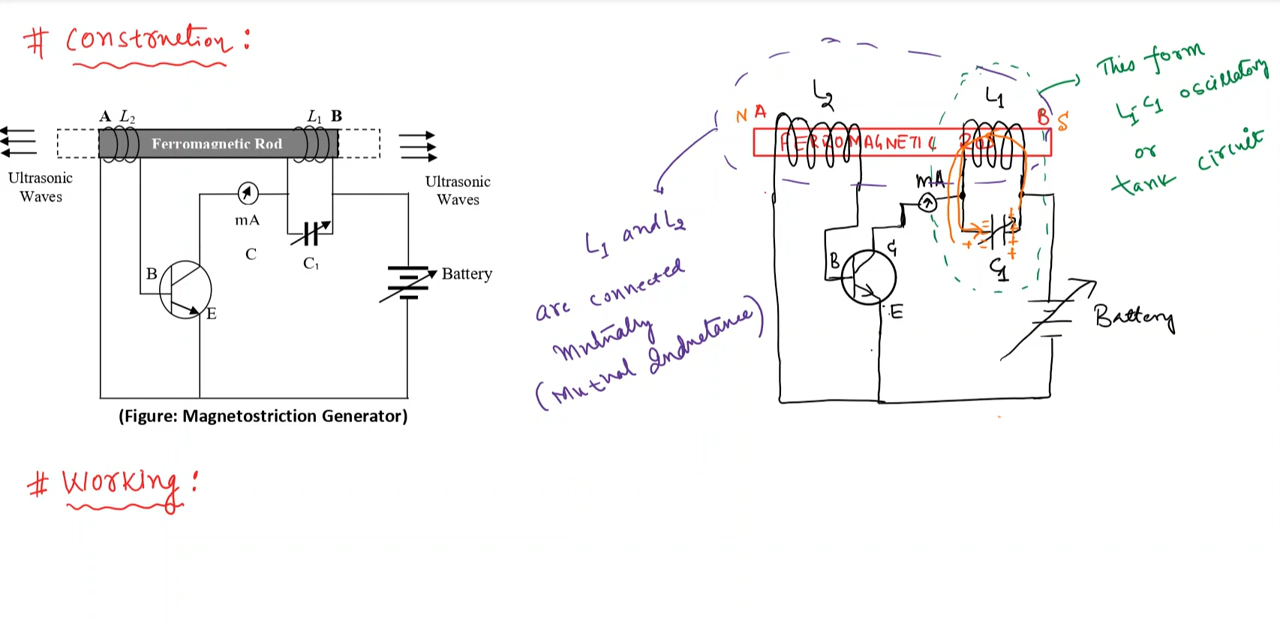 # Construction:
A L2
L1 B
Ferromagnetic Rod
Ultrasonic
Waves
Ultrasonic
Waves
mA
C
C1
B
E
Battery
(Figure: Magnetostriction Generator)
# Working:
L2
L1
N A
B S
FERROMAGNETIC ROD
mA
B
C
E
C1
Battery
L1 and L2
are connected
Mutually
(Mutual Inductance)
This form
L1C1 oscillatory
or
tank circuit